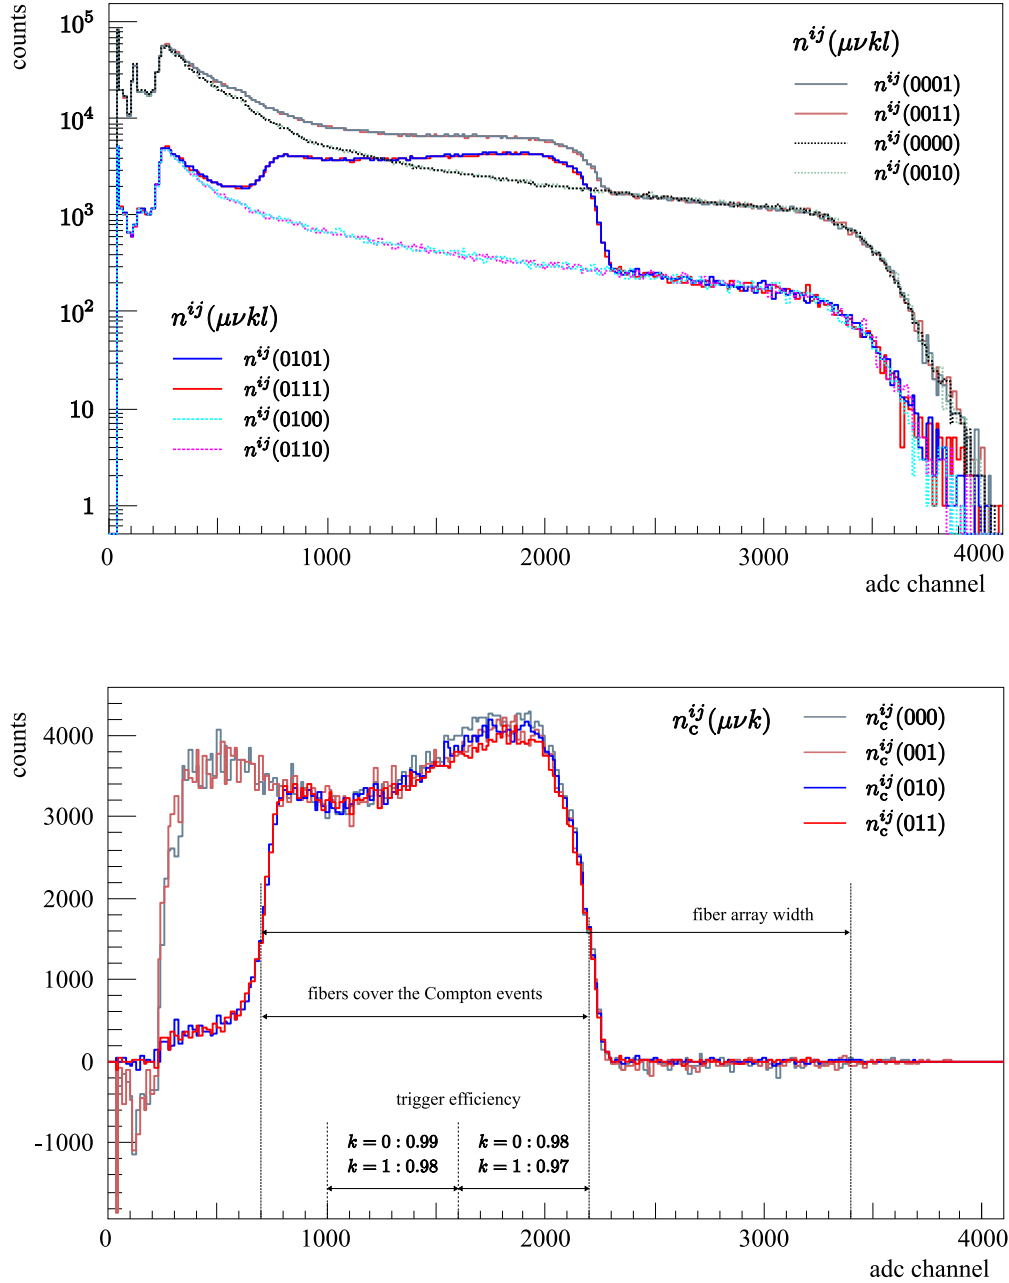 counts
10^5
10^4
10^3
10^2
10
1
n^{ij}(μνkl)
n^{ij}(0001)
n^{ij}(0011)
n^{ij}(0000)
n^{ij}(0010)
n^{ij}(μνkl)
n^{ij}(0101)
n^{ij}(0111)
n^{ij}(0100)
n^{ij}(0110)
0 1000 2000 3000 4000
adc channel
counts
4000
3000
2000
1000
0
-1000
n_c^{ij}(μνk)
n_c^{ij}(000)
n_c^{ij}(001)
n_c^{ij}(010)
n_c^{ij}(011)
fiber array width
fibers cover the Compton events
trigger efficiency
k = 0 : 0.99 k = 0 : 0.98
k = 1 : 0.98 k = 1 : 0.97
0 1000 2000 3000 4000
adc channel